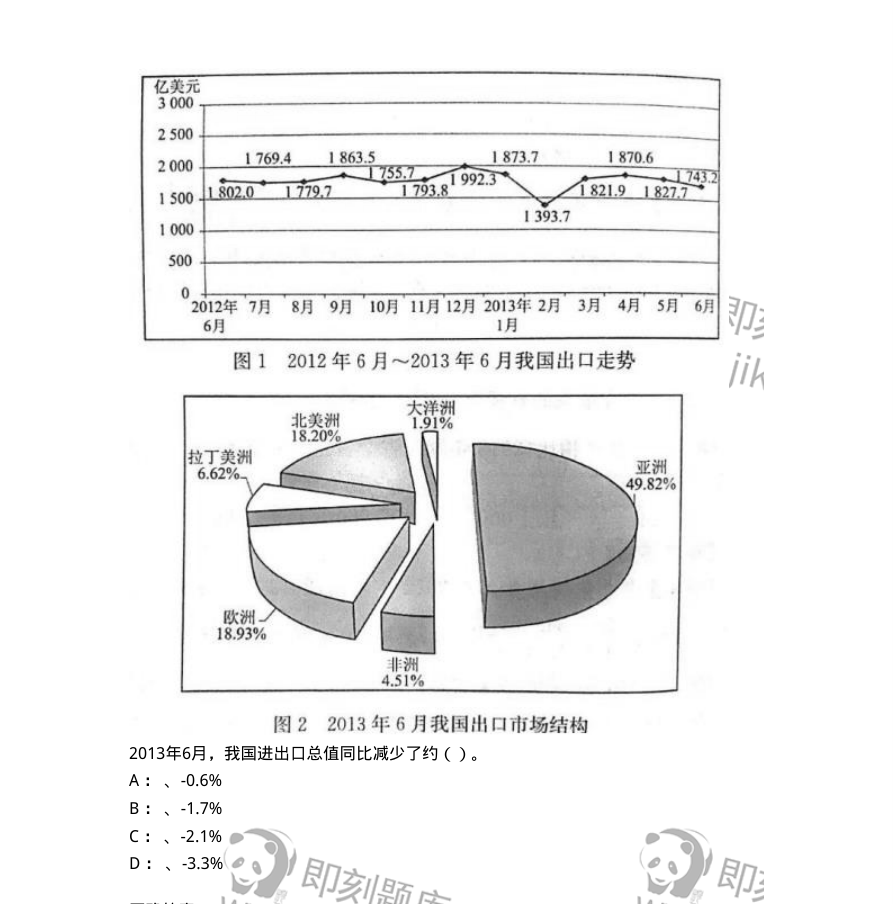 亿美元
3 000
2 500
2 000
1 500
1 000
500
0
1 802.0
1 769.4
1 779.7
1 863.5
1 755.7
1 793.8
1 992.3
1 873.7
1 393.7
1 821.9
1 870.6
1 827.7
1 743.2
2012年 7月 8月 9月 10月 11月 12月 2013年 2月 3月 4月 5月 6月
6月 1月
图1 2012年6月～2013年6月我国出口走势
大洋洲
1.91%
北美洲
18.20%
拉丁美洲
6.62%
亚洲
49.82%
欧洲
18.93%
非洲
4.51%
图2 2013年6月我国出口市场结构
2013年6月，我国进出口总值同比减少了约 ( ) 。
A： 、-0.6%
B： 、-1.7%
C： 、-2.1%
D： 、-3.3%
即刻
jik
即刻题库
即刻